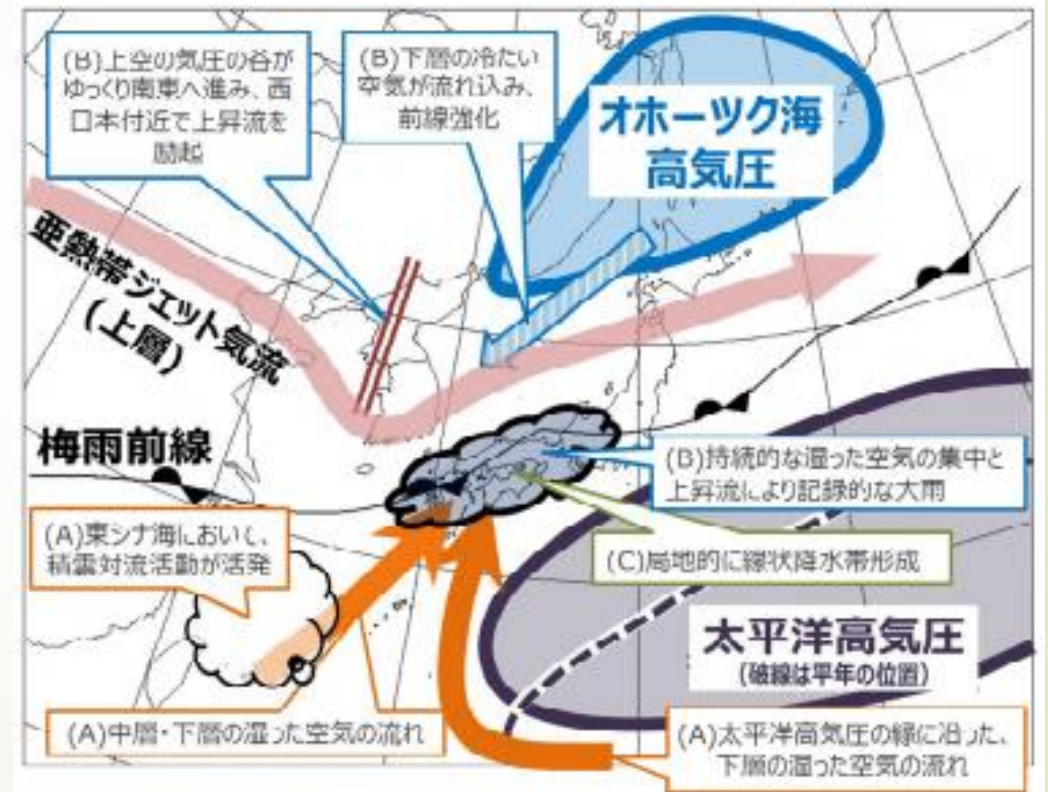 (B)上空の気圧の谷が
ゆっくり南東へ進み、西
日本付近で上昇流を
励起
(B)下層の冷たい
空気が流れ込み、
前線強化
オホーツク海
高気圧
亜熱帯ジェット気流
(上層)
梅雨前線
(B)持続的な湿った空気の集中と
上昇流により記録的な大雨
(A)東シナ海において、
積雲対流活動が活発
(C)局地的に線状降水帯形成
太平洋高気圧
(破線は平年の位置)
(A)中層・下層の湿った空気の流れ
(A)太平洋高気圧の縁に沿った、
下層の湿った空気の流れ